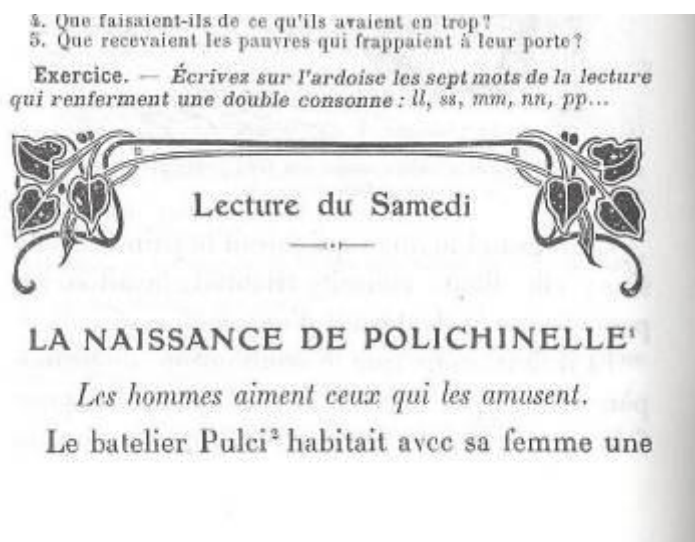 4. Que faisaient-ils de ce qu'ils avaient en trop?
5. Que recevaient les pauvres qui frappaient à leur porte?
Exercice. — Écrivez sur l'ardoise les sept mots de la lecture
qui renferment une double consonne : ll, ss, mm, nn, pp...
Lecture du Samedi
LA NAISSANCE DE POLICHINELLE¹
Les hommes aiment ceux qui les amusent.
Le batelier Pulci² habitait avec sa femme une